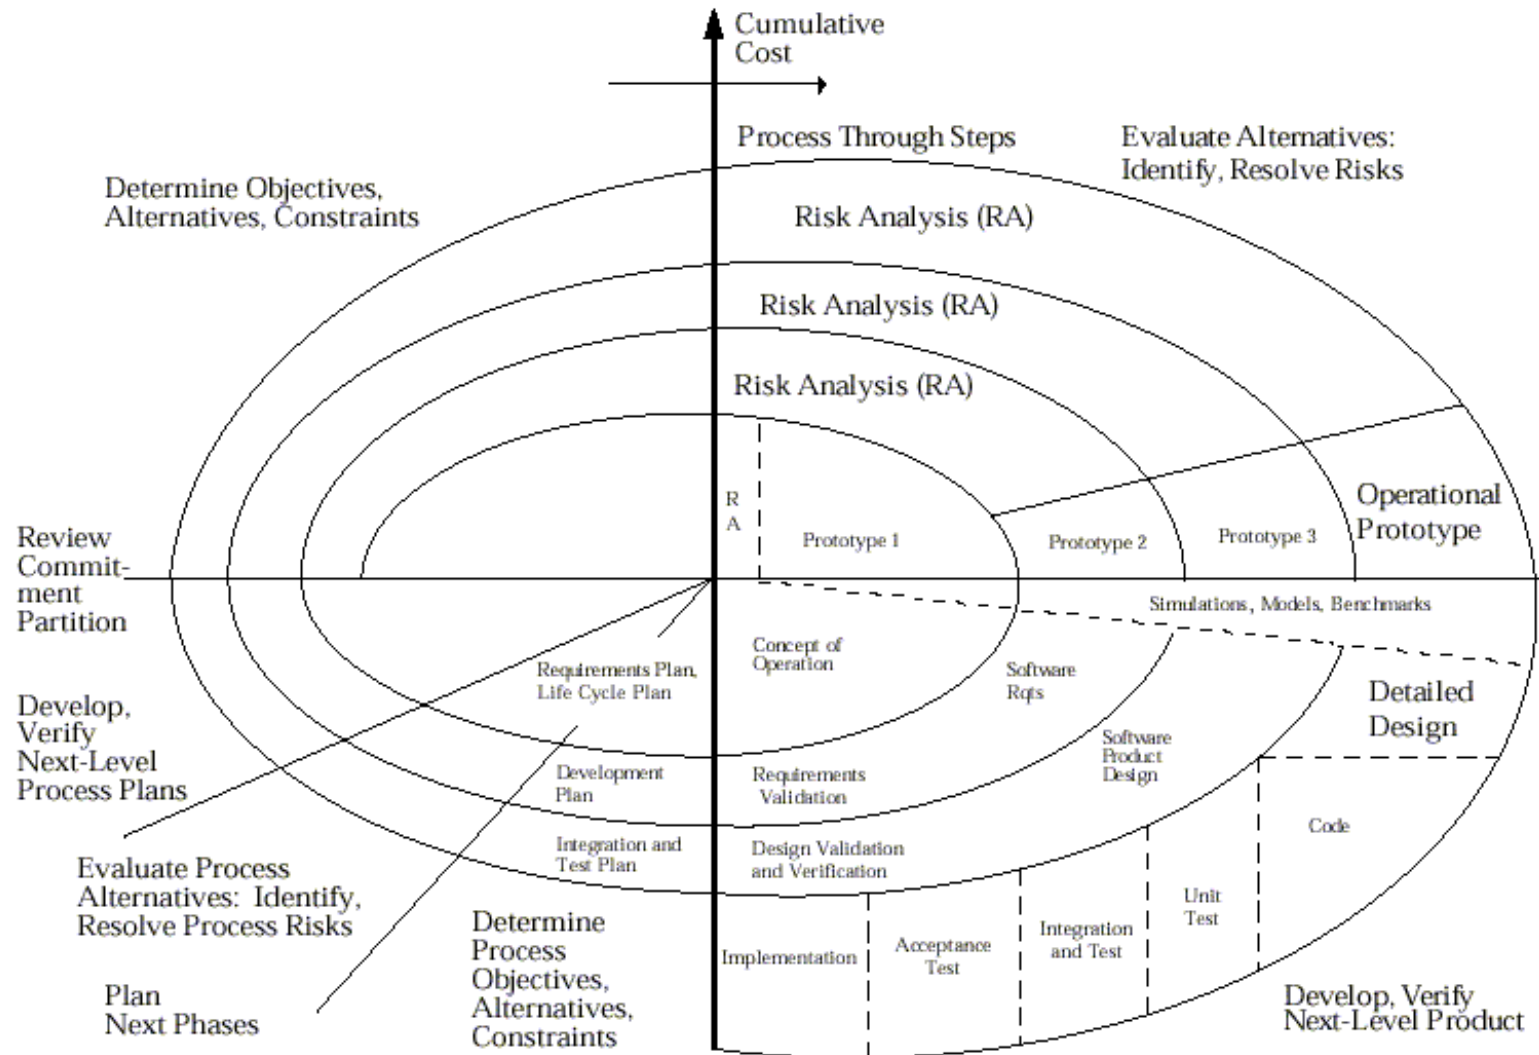 Cumulative
Cost
Process Through Steps
Evaluate Alternatives:
Identify, Resolve Risks
Determine Objectives,
Alternatives, Constraints
Risk Analysis (RA)
Risk Analysis (RA)
Risk Analysis (RA)
R
A
Prototype 1
Prototype 2
Prototype 3
Operational
Prototype
Review
Commit-
ment
Partition
Simulations, Models, Benchmarks
Concept of
Operation
Requirements Plan,
Life Cycle Plan
Software
Rqts
Detailed
Design
Develop,
Verify
Next-Level
Process Plans
Software
Product
Design
Development
Plan
Requirements
Validation
Code
Integration and
Test Plan
Design Validation
and Verification
Evaluate Process
Alternatives: Identify,
Resolve Process Risks
Unit
Test
Determine
Process
Objectives,
Alternatives,
Constraints
Implementation
Acceptance
Test
Integration
and Test
Plan
Next Phases
Develop, Verify
Next-Level Product